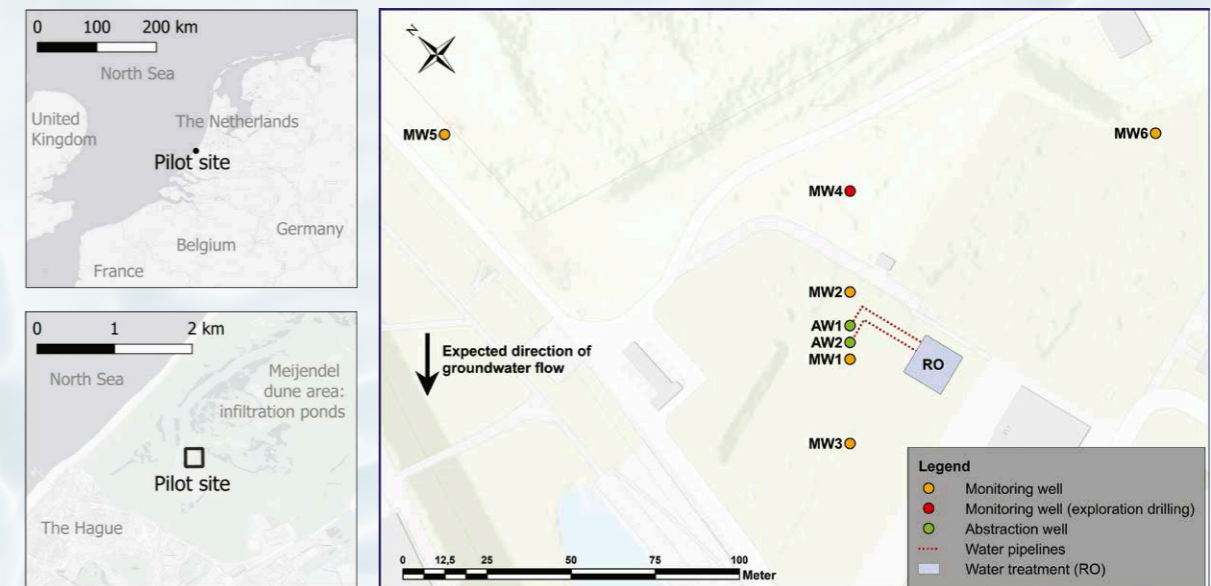 0 100 200 km
North Sea
United
Kingdom
The Netherlands
Pilot site
Germany
Belgium
France
0 1 2 km
North Sea
Meijendel
dune area:
infiltration ponds
Pilot site
The Hague
N
MW5
MW6
MW4
MW2
AW1
AW2
MW1
RO
MW3
Expected direction of
groundwater flow
0 12,5 25 50 75 100
Meter
Legend
Monitoring well
Monitoring well (exploration drilling)
Abstraction well
Water pipelines
Water treatment (RO)